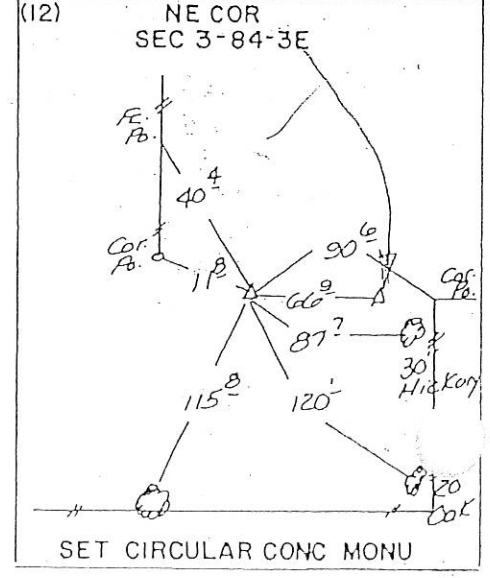 (12)
NE COR
SEC 3-84-3E
Fe.
Po.
40 4
Cor.
Po.
11 8
90 6
66 9
Cor.
Po.
87 ?
30'
Hickory
115 8
120 1
20
Oak
SET CIRCULAR CONC MONU